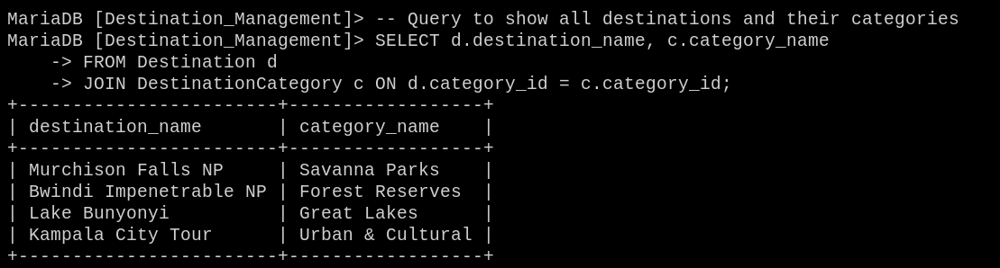 MariaDB [Destination_Management]> -- Query to show all destinations and their categories
MariaDB [Destination_Management]> SELECT d.destination_name, c.category_name
    -> FROM Destination d
    -> JOIN DestinationCategory c ON d.category_id = c.category_id;
+------------------------+------------------+
| destination_name       | category_name    |
+------------------------+------------------+
| Murchison Falls NP     | Savanna Parks    |
| Bwindi Impenetrable NP | Forest Reserves  |
| Lake Bunyonyi          | Great Lakes      |
| Kampala City Tour      | Urban & Cultural |
+------------------------+------------------+